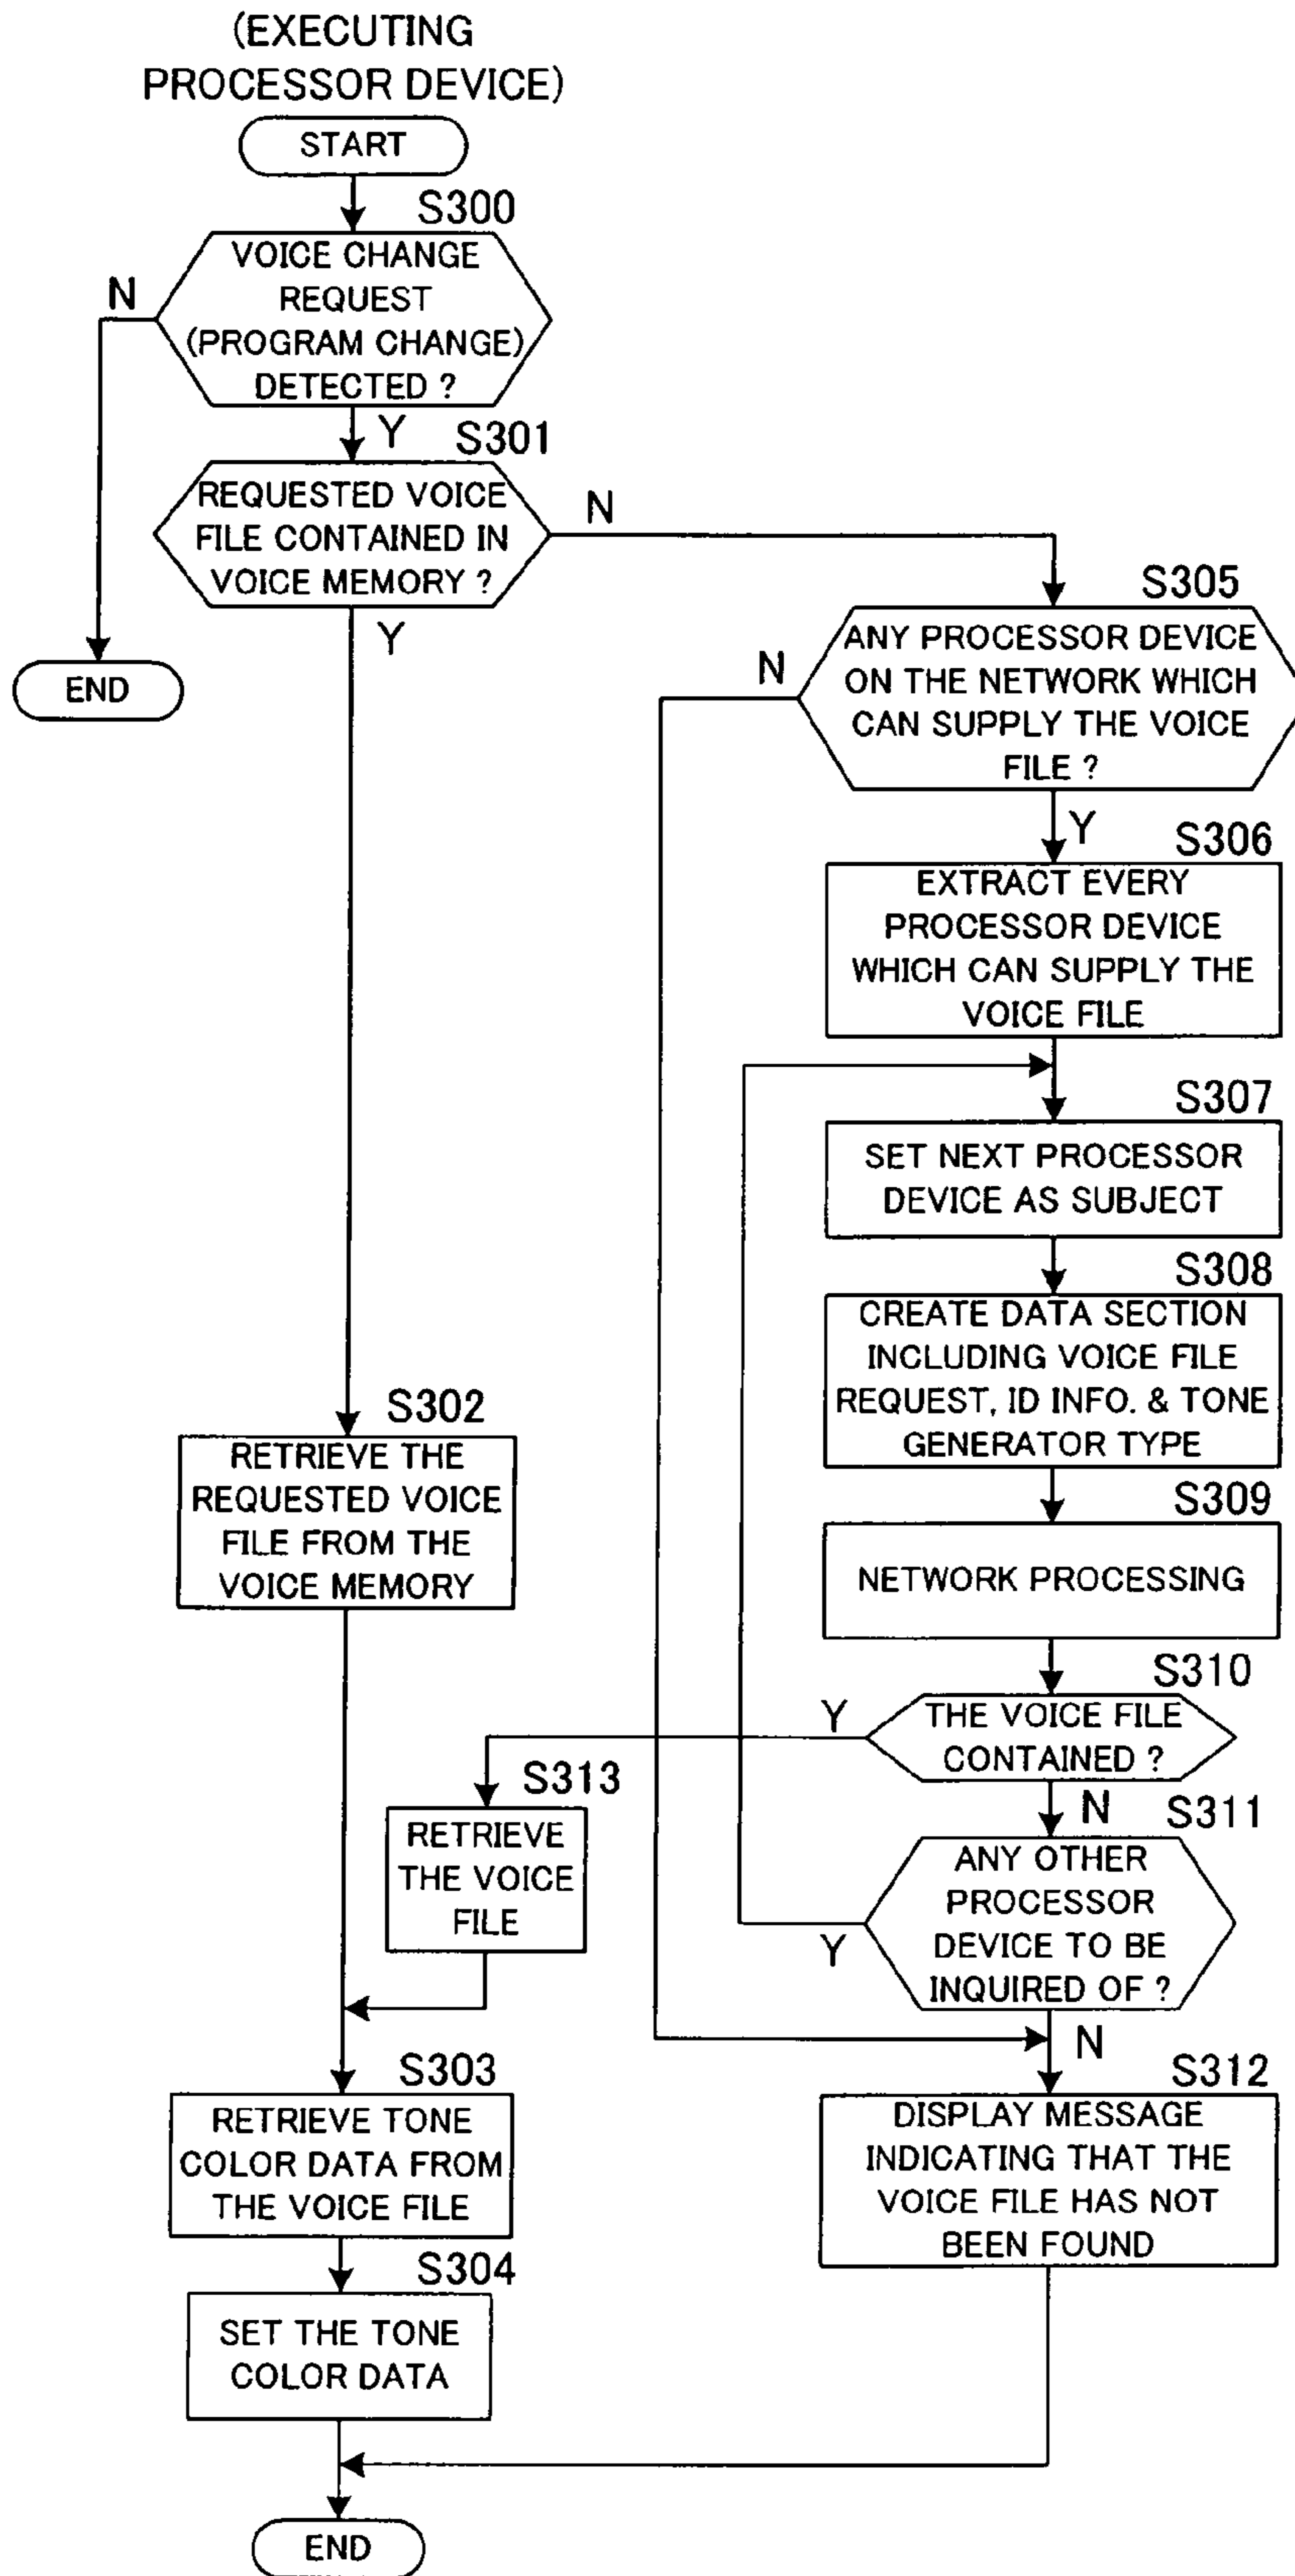 (EXECUTING
PROCESSOR DEVICE)
START
S300
VOICE CHANGE
REQUEST
(PROGRAM CHANGE)
DETECTED ?
N
Y
S301
REQUESTED VOICE
FILE CONTAINED IN
VOICE MEMORY ?
N
Y
END
S305
ANY PROCESSOR DEVICE
ON THE NETWORK WHICH
CAN SUPPLY THE VOICE
FILE ?
N
Y
S306
EXTRACT EVERY
PROCESSOR DEVICE
WHICH CAN SUPPLY THE
VOICE FILE
S307
SET NEXT PROCESSOR
DEVICE AS SUBJECT
S308
CREATE DATA SECTION
INCLUDING VOICE FILE
REQUEST, ID INFO. & TONE
GENERATOR TYPE
S302
RETRIEVE THE
REQUESTED VOICE
FILE FROM THE
VOICE MEMORY
S309
NETWORK PROCESSING
S310
THE VOICE FILE
CONTAINED ?
Y
N
S313
RETRIEVE
THE VOICE
FILE
S311
ANY OTHER
PROCESSOR
DEVICE TO BE
INQUIRED OF ?
Y
N
S303
RETRIEVE TONE
COLOR DATA FROM
THE VOICE FILE
S312
DISPLAY MESSAGE
INDICATING THAT THE
VOICE FILE HAS NOT
BEEN FOUND
S304
SET THE TONE
COLOR DATA
END